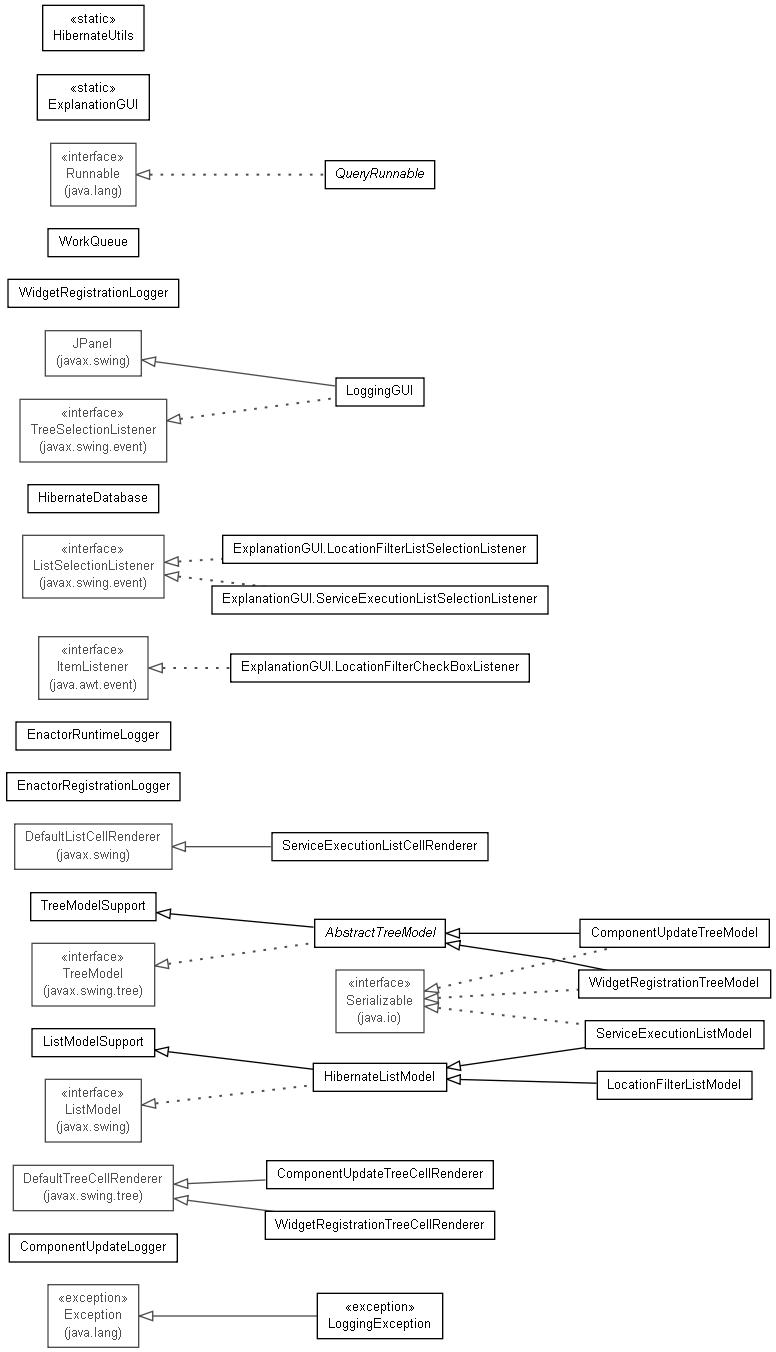 «static»
HibernateUtils
«static»
ExplanationGUI
«interface»
Runnable
(java.lang)
QueryRunnable
WorkQueue
WidgetRegistrationLogger
JPanel
(javax.swing)
LoggingGUI
«interface»
TreeSelectionListener
(javax.swing.event)
HibernateDatabase
«interface»
ListSelectionListener
(javax.swing.event)
ExplanationGUI.LocationFilterListSelectionListener
ExplanationGUI.ServiceExecutionListSelectionListener
«interface»
ItemListener
(java.awt.event)
ExplanationGUI.LocationFilterCheckBoxListener
EnactorRuntimeLogger
EnactorRegistrationLogger
DefaultListCellRenderer
(javax.swing)
ServiceExecutionListCellRenderer
TreeModelSupport
AbstractTreeModel
ComponentUpdateTreeModel
«interface»
TreeModel
(javax.swing.tree)
«interface»
Serializable
(java.io)
WidgetRegistrationTreeModel
ServiceExecutionListModel
ListModelSupport
HibernateListModel
LocationFilterListModel
«interface»
ListModel
(javax.swing)
DefaultTreeCellRenderer
(javax.swing.tree)
ComponentUpdateTreeCellRenderer
WidgetRegistrationTreeCellRenderer
ComponentUpdateLogger
«exception»
Exception
(java.lang)
«exception»
LoggingException